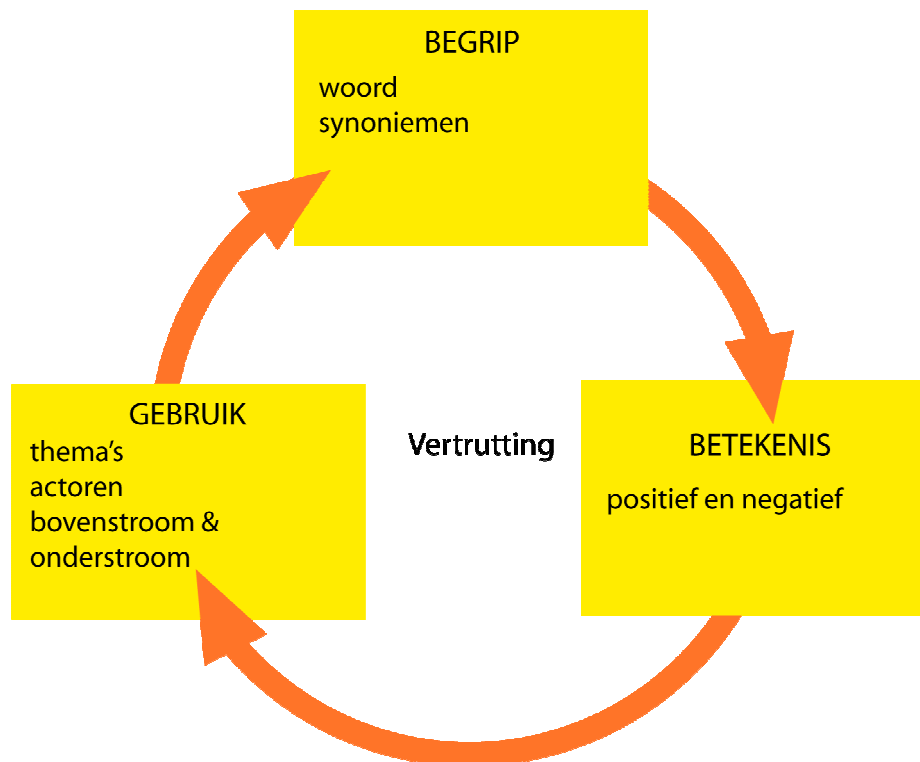 BEGRIP
woord
synoniemen
GEBRUIK
thema's
actoren
bovenstroom &
onderstroom
Vertrutting
BETEKENIS
positief en negatief